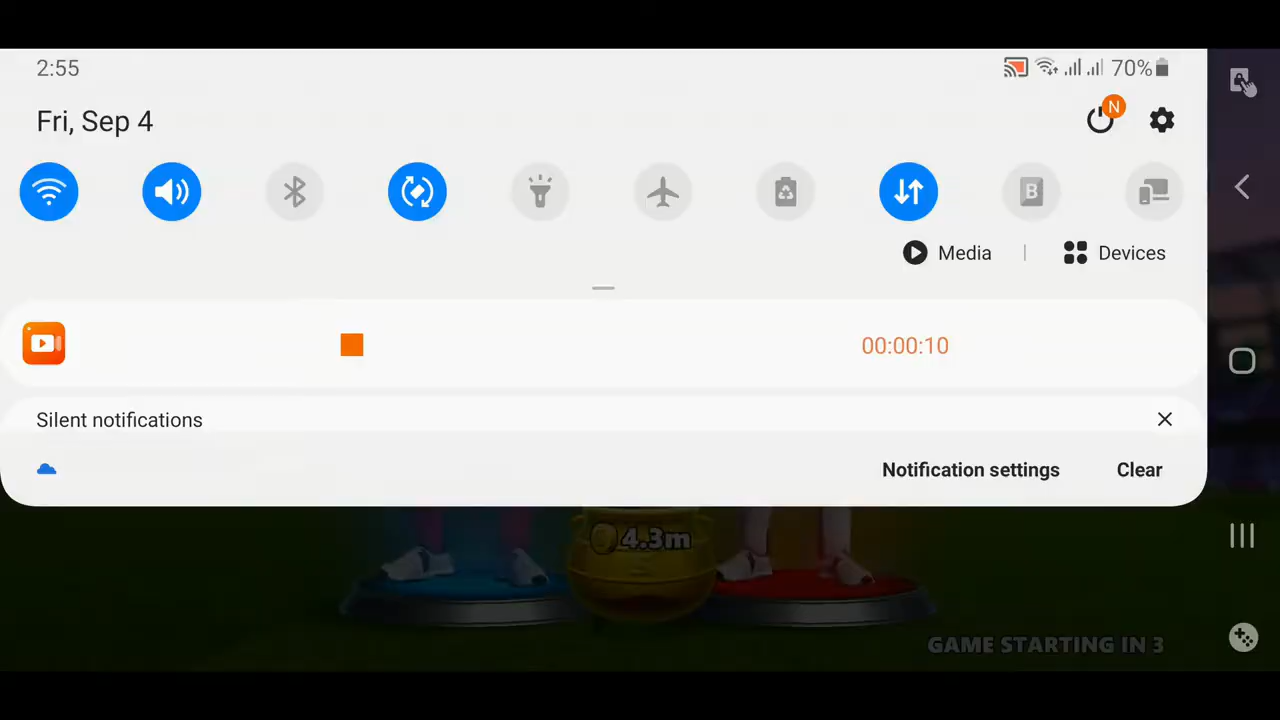 2:55
70%
Fri, Sep 4
N
B
Media | Devices
00:00:10
Silent notifications
Notification settings Clear
4.3m
GAME STARTING IN 3